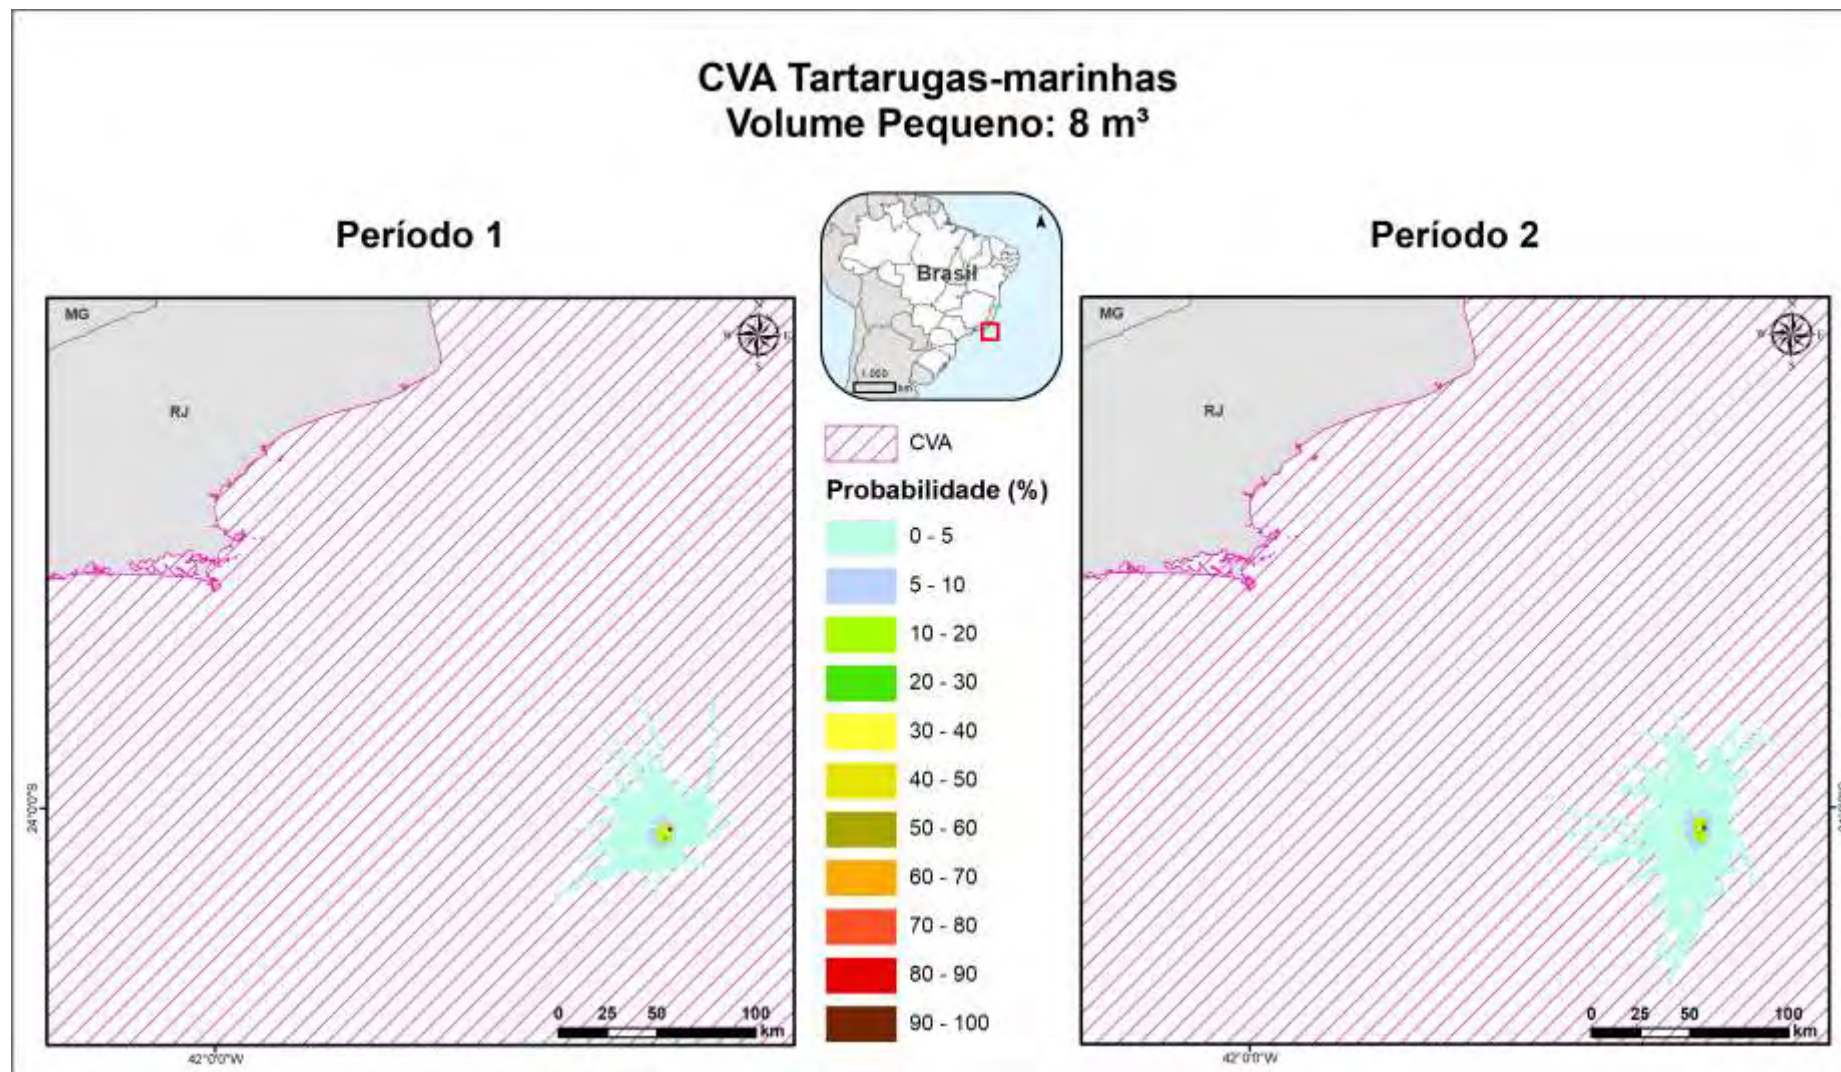 CVA Tartarugas-marinhas
Volume Pequeno: 8 m³
Período 1
Período 2
Brasil
1.000
km
MG
RJ
N
W
E
S
24°0'0"S
42°0'0"W
0 25 50 100
km
CVA
Probabilidade (%)
0 - 5
5 - 10
10 - 20
20 - 30
30 - 40
40 - 50
50 - 60
60 - 70
70 - 80
80 - 90
90 - 100
MG
RJ
N
W
E
S
42°0'0"W
0 25 50 100
km